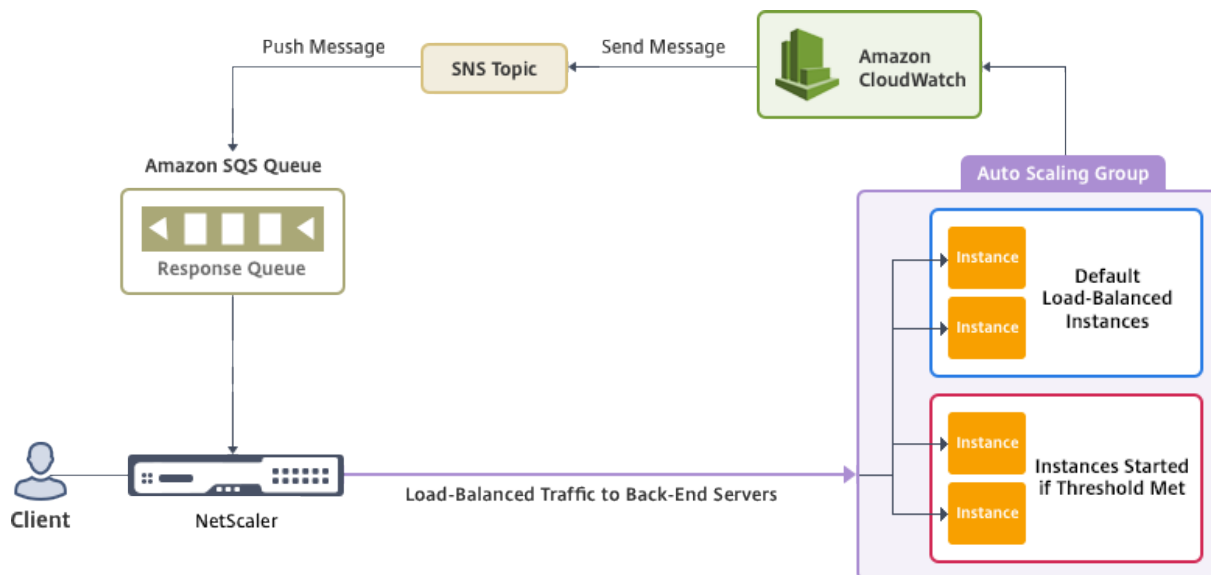 Push Message
SNS Topic
Send Message
Amazon
CloudWatch
Amazon SQS Queue
Response Queue
Auto Scaling Group
Instance
Instance
Default
Load-Balanced
Instances
Instance
Instance
Instances Started
if Threshold Met
Client
NetScaler
Load-Balanced Traffic to Back-End Servers